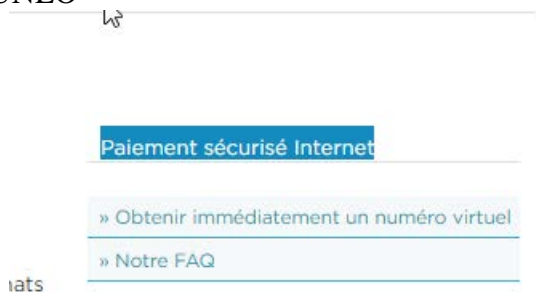 Paiement sécurisé Internet
» Obtenir immédiatement un numéro virtuel
» Notre FAQ